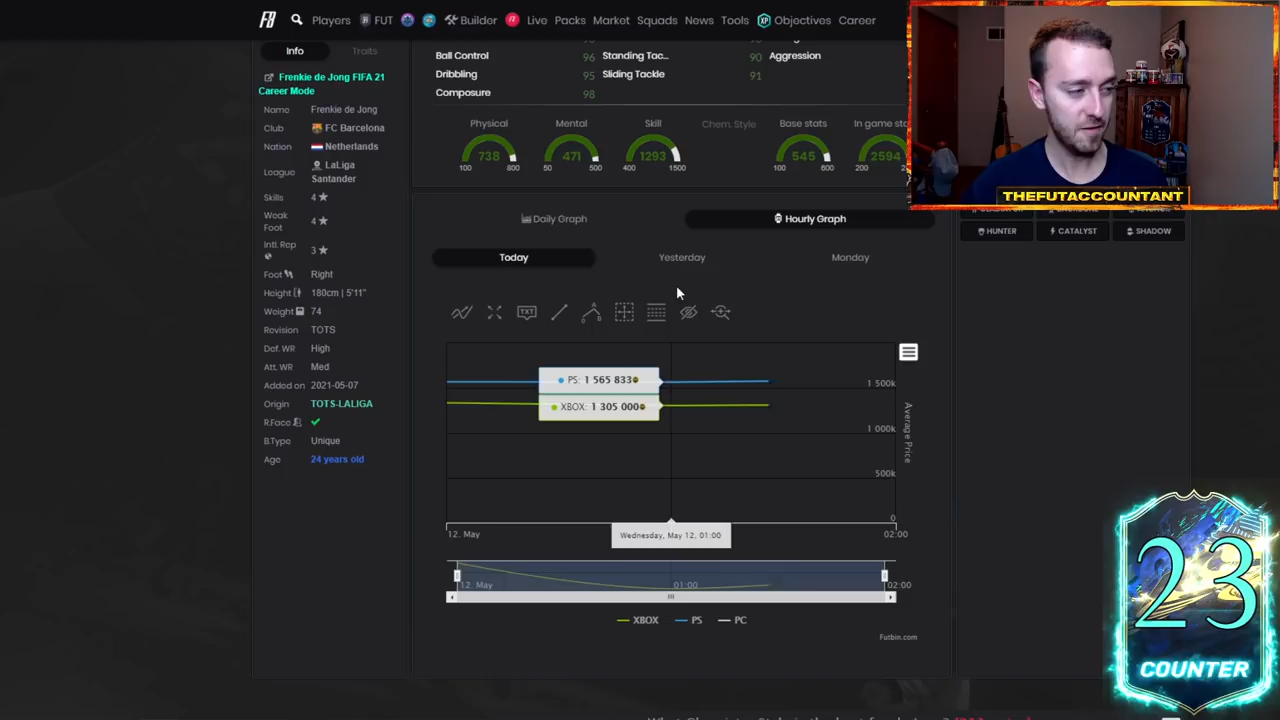 Players FUT Builder Live Packs Market Squads News Tools XP Objectives Career
Info Traits
Frenkie de Jong FIFA 21
Career Mode
Name Frenkie de Jong
Club FC Barcelona
Nation Netherlands
League LaLiga
Santander
Skills 4★
Weak
Foot 4★
Intl. Rep 3★
Foot Right
Height 180cm | 5'11"
Weight 74
Revision TOTS
Def. WR High
Att. WR Med
Added on 2021-05-07
Origin TOTS-LALIGA
R.Face
B.Type Unique
Age 24 years old
Ball Control 96 Standing Tac... 90 Aggression
Dribbling 95 Sliding Tackle 91
Composure 98
Physical Mental Skill Chem. Style Base stats In game sta
738 471 1293 545 2594
100 800 50 500 400 1500 100 600 200
Daily Graph Hourly Graph
Today Yesterday Monday
TXT
PS: 1 565 833
XBOX: 1 305 000
1 500k
1 000k
500k
0
Average Price
12. May 02:00
Wednesday, May 12, 01:00
12. May 01:00 02:00
XBOX PS PC
Futbin.com
THEFUTACCOUNTANT
HUNTER CATALYST SHADOW
23
COUNTER